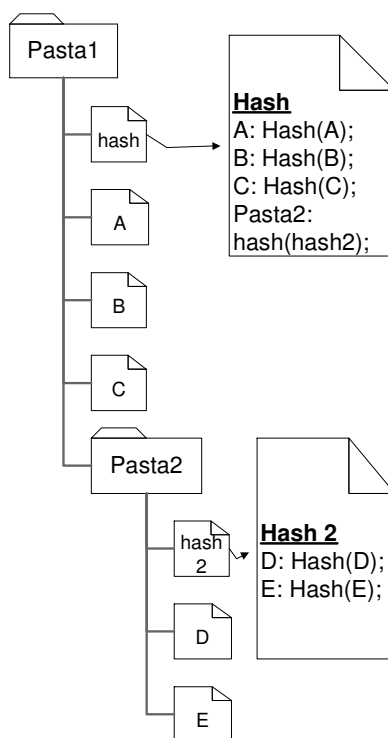 Pasta1
hash
Hash
A: Hash(A);
B: Hash(B);
C: Hash(C);
Pasta2:
hash(hash2);
A
B
C
Pasta2
hash
2
Hash 2
D: Hash(D);
E: Hash(E);
D
E